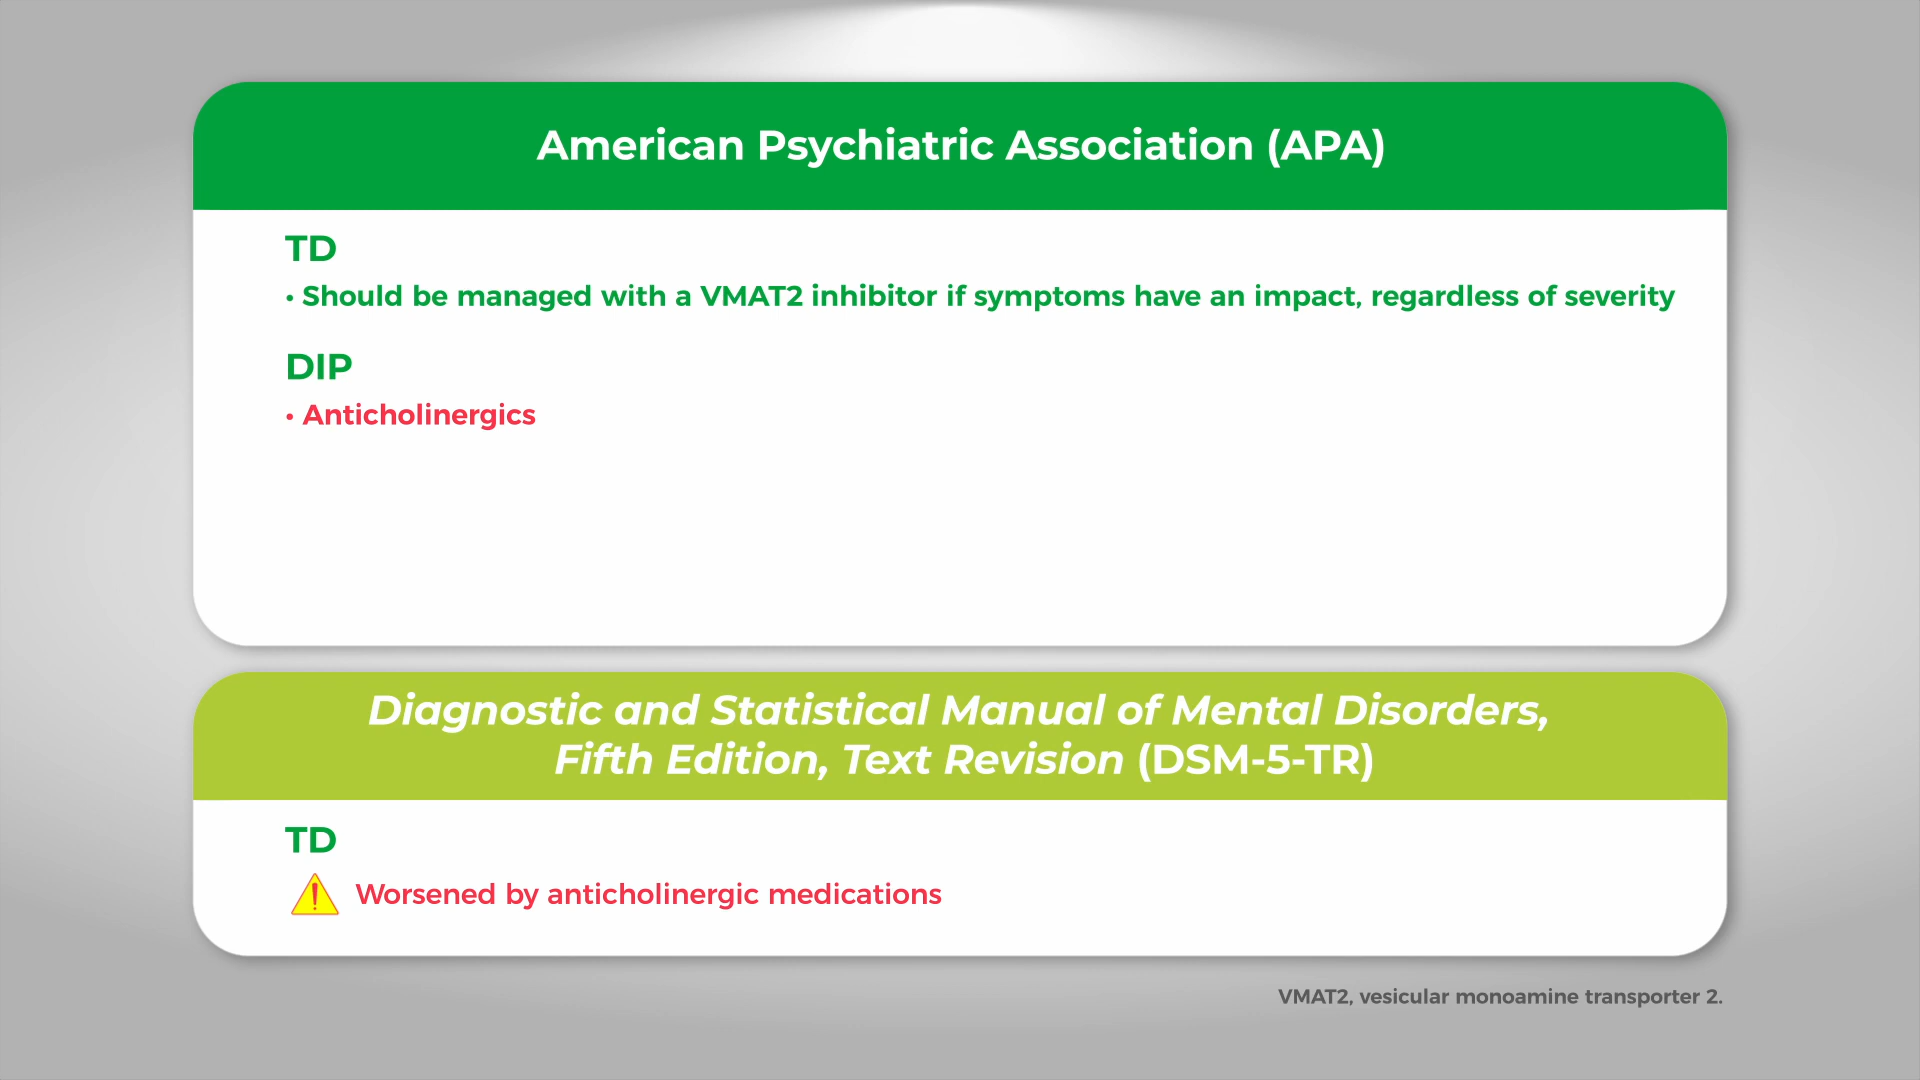 American Psychiatric Association (APA)
TD
• Should be managed with a VMAT2 inhibitor if symptoms have an impact, regardless of severity
DIP
• Anticholinergics
Diagnostic and Statistical Manual of Mental Disorders,
Fifth Edition, Text Revision (DSM-5-TR)
TD
Worsened by anticholinergic medications
VMAT2, vesicular monoamine transporter 2.